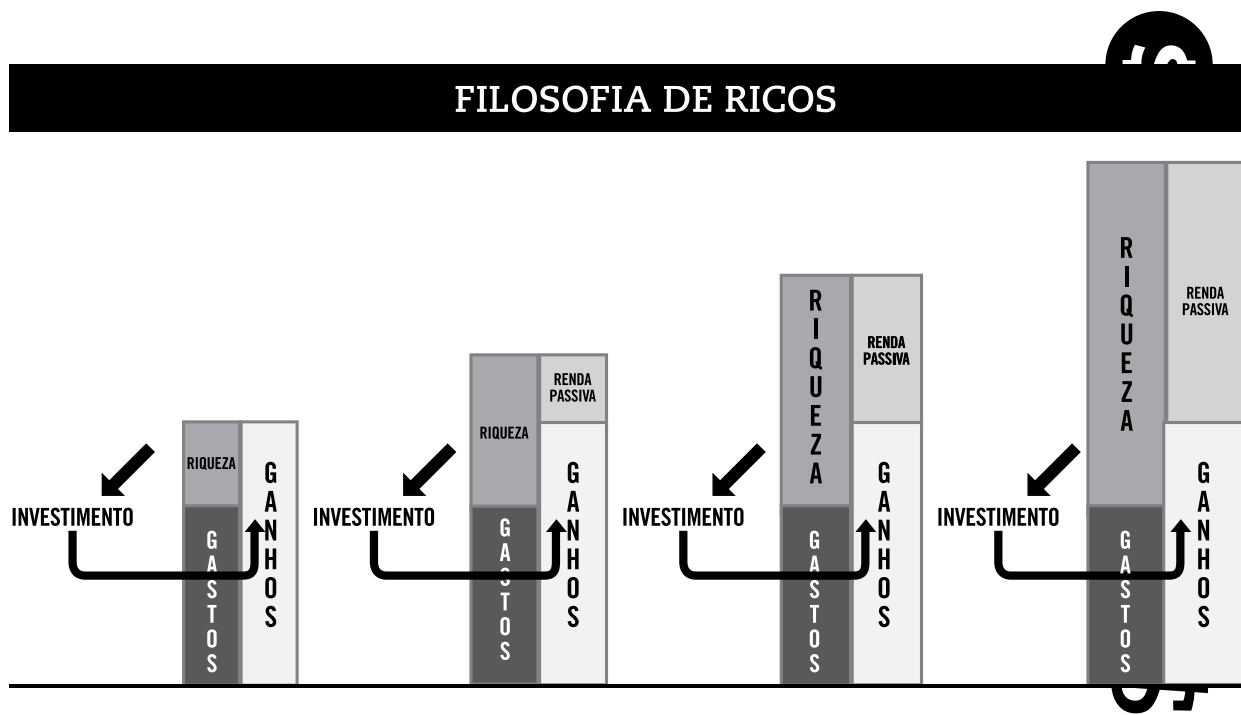 FILOSOFIA DE RICOS
RIQUEZA
GASTOS
GANHOS
INVESTIMENTO
RIQUEZA
GASTOS
RENDA
PASSIVA
GANHOS
INVESTIMENTO
RIQUEZA
GASTOS
RENDA
PASSIVA
GANHOS
INVESTIMENTO
RIQUEZA
GASTOS
RENDA
PASSIVA
GANHOS
INVESTIMENTO